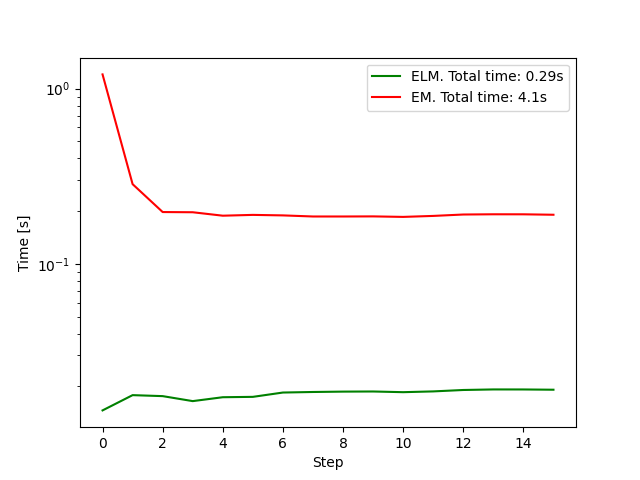 ELM. Total time: 0.29s
EM. Total time: 4.1s
10⁰
10⁻¹
Time [s]
0 2 4 6 8 10 12 14
Step